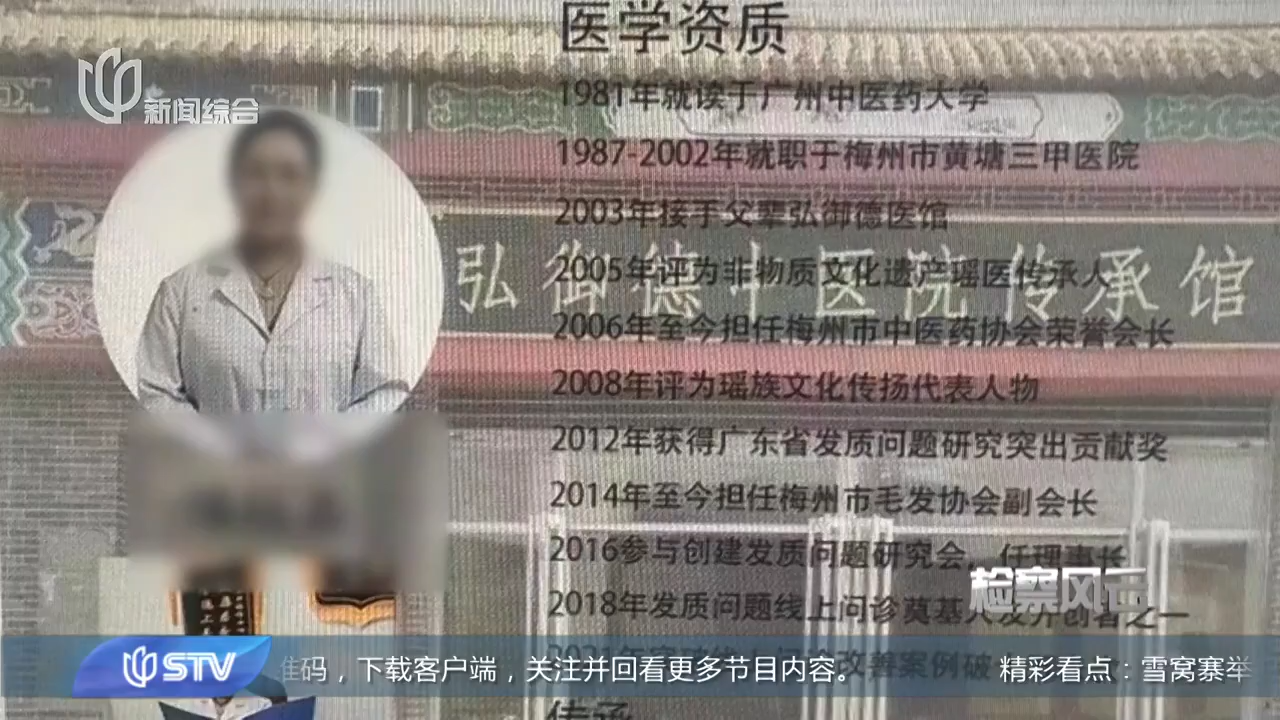 医学资质
新闻综合
1981年就读于广州中医药大学
1987-2002年就职于梅州市黄塘三甲医院
2003年接手父辈弘御德医馆
弘御德中医院传承馆
2005年评为非物质文化遗产瑶医传承人
2006年至今担任梅州市中医药协会荣誉会长
2008年评为瑶族文化传扬代表人物
2012年获得广东省发质问题研究突出贡献奖
2014年至今担任梅州市毛发协会副会长
2016参与创建发质问题研究会，任理事长
检察风云
2018年发质问题线上问诊奠基人及开创者之一
STV
准码，下载客户端，关注并回看更多节目内容。
精彩看点：雪窝寨举
改善案例破
传承